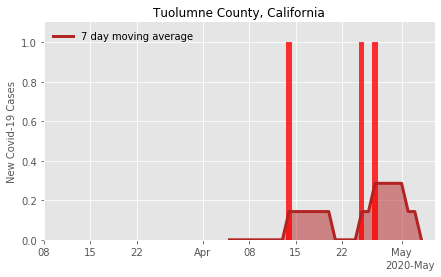 Tuolumne County, California
7 day moving average
New Covid-19 Cases
1.0
0.8
0.6
0.4
0.2
0.0
08 15 22 Apr 08 15 22 May
2020-May